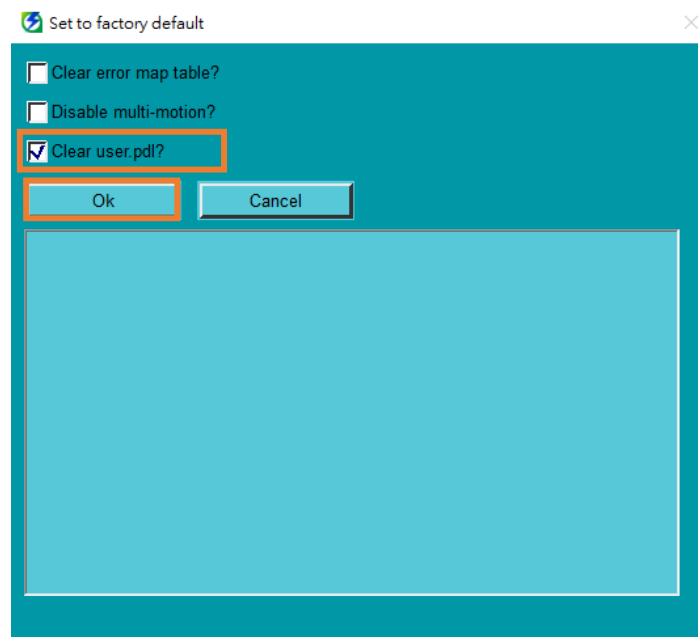 Set to factory default
Clear error map table?
Disable multi-motion?
Clear user.pdl?
Ok Cancel